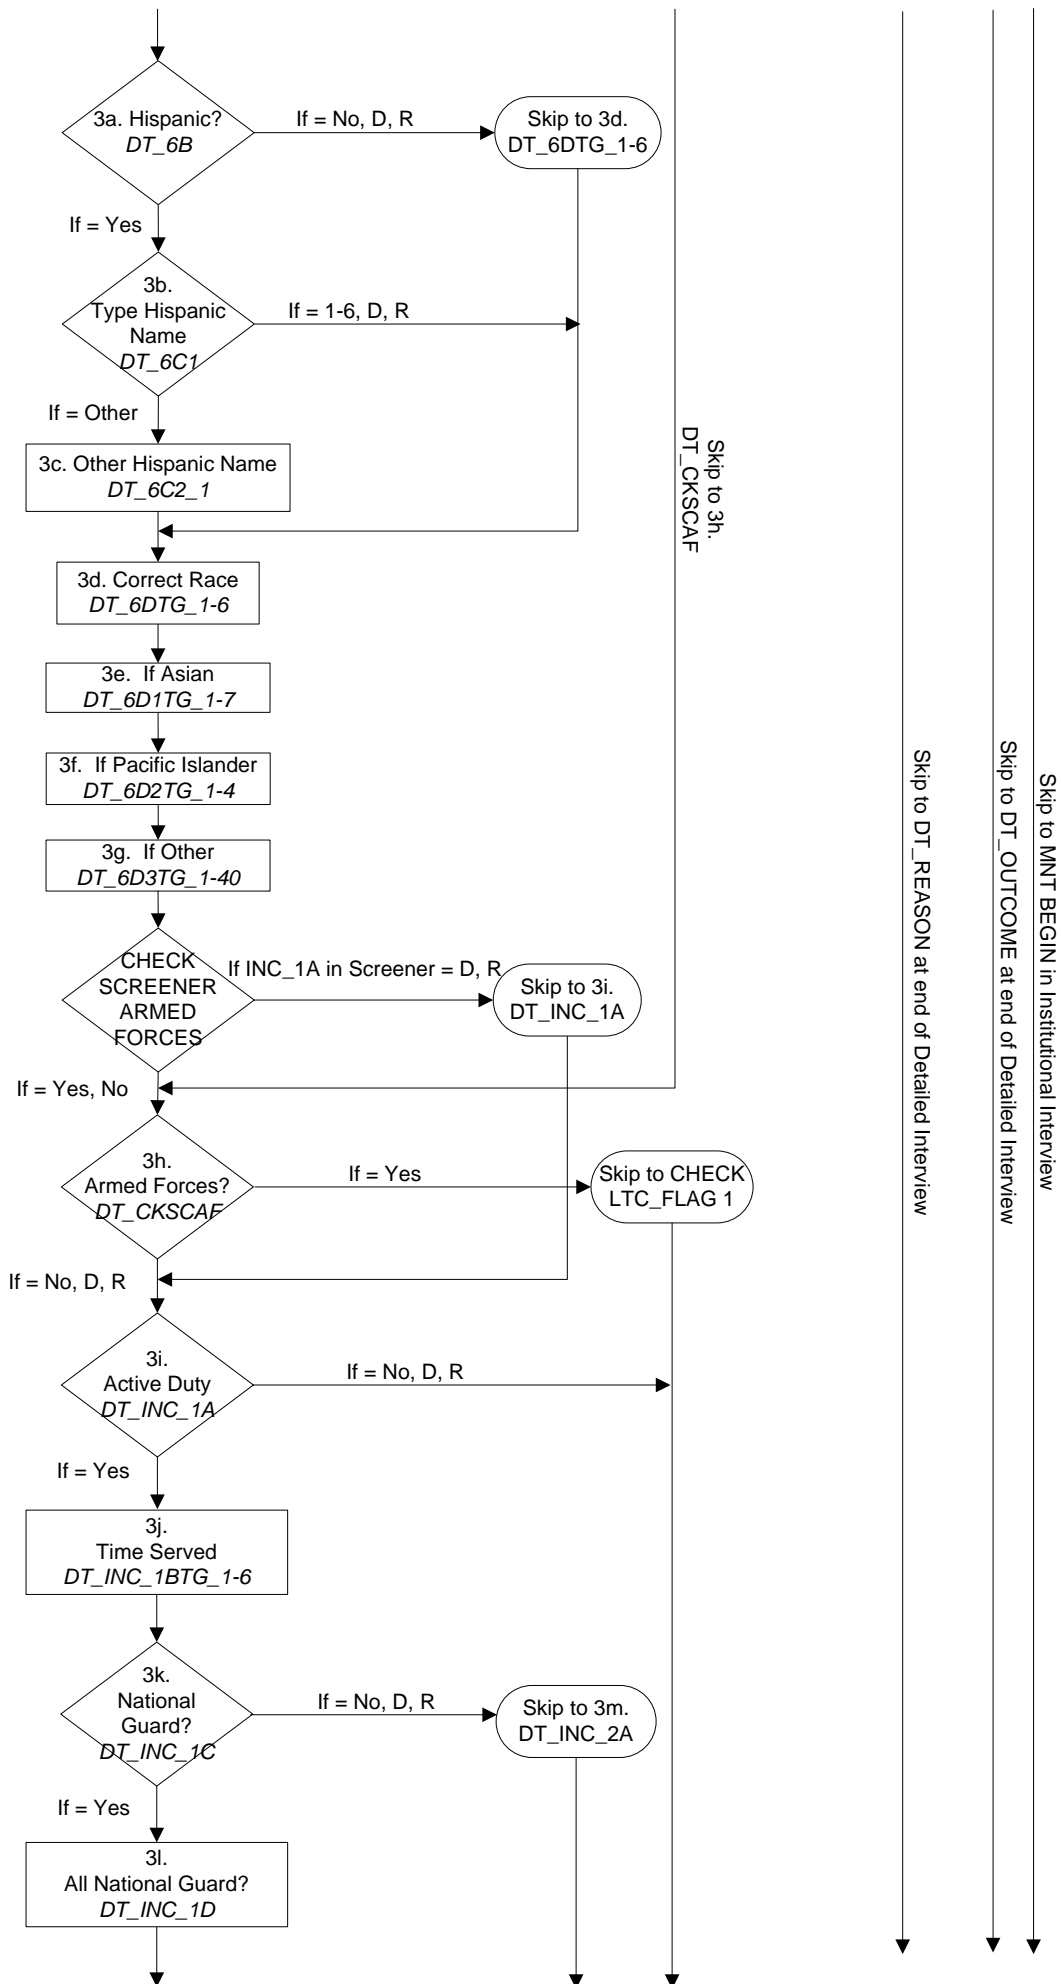 3a. Hispanic?
DT_6B
If = No, D, R
Skip to 3d.
DT_6DTG_1-6
If = Yes
3b.
Type Hispanic
Name
DT_6C1
If = 1-6, D, R
If = Other
3c. Other Hispanic Name
DT_6C2_1
Skip to 3h.
DT_CKSCAF
3d. Correct Race
DT_6DTG_1-6
3e.  If Asian
DT_6D1TG_1-7
3f.  If Pacific Islander
DT_6D2TG_1-4
3g.  If Other
DT_6D3TG_1-40
CHECK
SCREENER
ARMED
FORCES
If INC_1A in Screener = D, R
Skip to 3i.
DT_INC_1A
If = Yes, No
3h.
Armed Forces?
DT_CKSCAF
If = Yes
Skip to CHECK
LTC_FLAG 1
If = No, D, R
3i.
Active Duty
DT_INC_1A
If = No, D, R
If = Yes
3j.
Time Served
DT_INC_1BTG_1-6
3k.
National
Guard?
DT_INC_1C
If = No, D, R
Skip to 3m.
DT_INC_2A
If = Yes
3l.
All National Guard?
DT_INC_1D
Skip to DT_REASON at end of Detailed Interview
Skip to DT_OUTCOME at end of Detailed Interview
Skip to MNT BEGIN in Institutional Interview